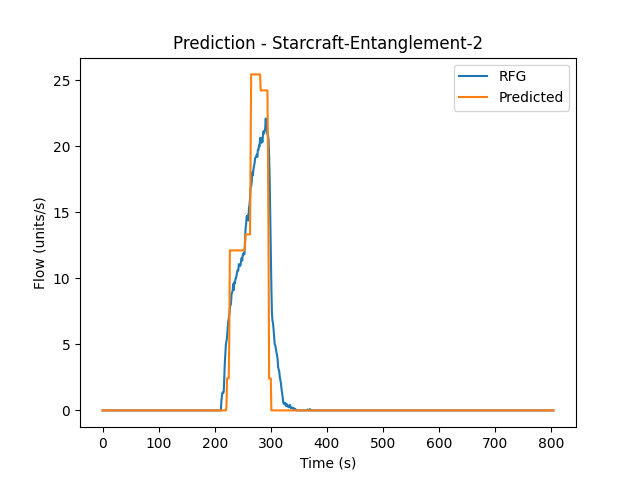 Prediction - Starcraft-Entanglement-2
RFG
Predicted
Flow (units/s)
25
20
15
10
5
0
0 100 200 300 400 500 600 700 800
Time (s)